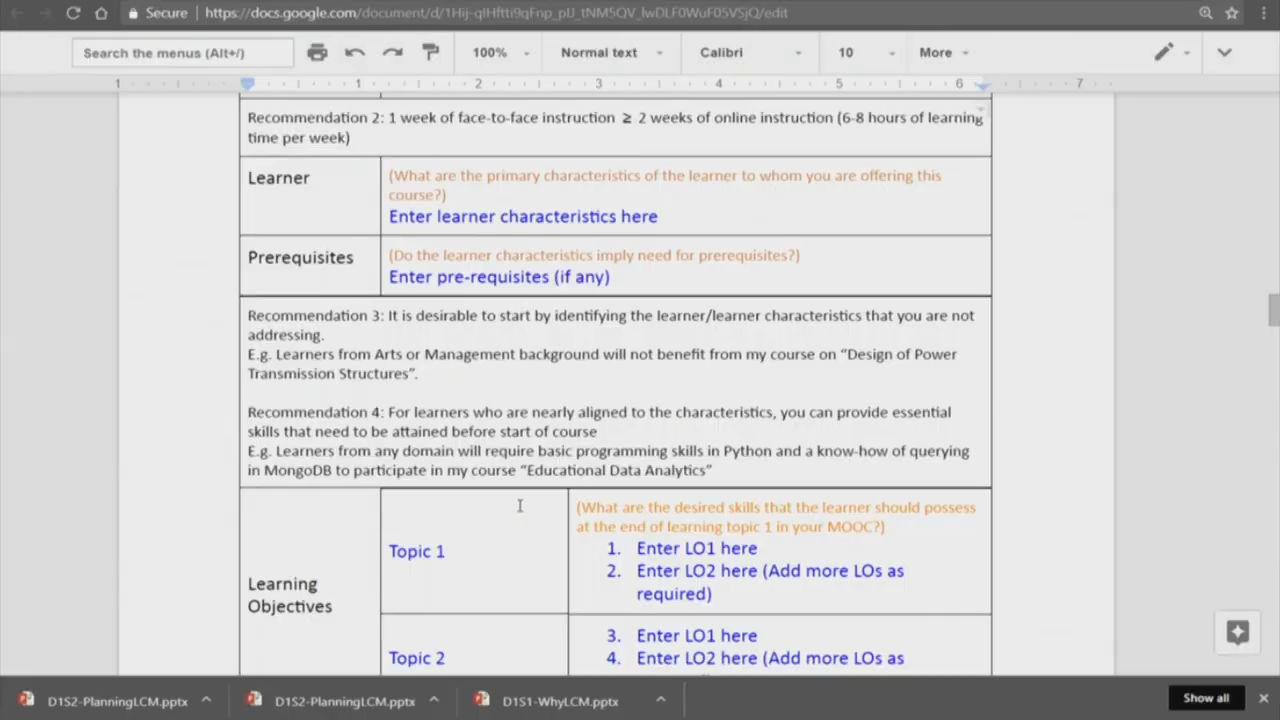 Secure https://docs.google.com/document/d/1Hij-qIHftti9qFnp_pU_tNM5QV_lwDLF0WuF05VSjQ/edit
Search the menus (Alt+/) 100% Normal text Calibri 10 More
1 1 2 3 4 5 6 7
Recommendation 2: 1 week of face-to-face instruction ≥ 2 weeks of online instruction (6-8 hours of learning
time per week)
Learner
(What are the primary characteristics of the learner to whom you are offering this
course?)
Enter learner characteristics here
Prerequisites
(Do the learner characteristics imply need for prerequisites?)
Enter pre-requisites (if any)
Recommendation 3: It is desirable to start by identifying the learner/learner characteristics that you are not
addressing.
E.g. Learners from Arts or Management background will not benefit from my course on “Design of Power
Transmission Structures”.
Recommendation 4: For learners who are nearly aligned to the characteristics, you can provide essential
skills that need to be attained before start of course
E.g. Learners from any domain will require basic programming skills in Python and a know-how of querying
in MongoDB to participate in my course “Educational Data Analytics”
Learning
Objectives
Topic 1
(What are the desired skills that the learner should possess
at the end of learning topic 1 in your MOOC?)
1. Enter LO1 here
2. Enter LO2 here (Add more LOs as
required)
Topic 2
3. Enter LO1 here
4. Enter LO2 here (Add more LOs as
D1S2-PlanningLCM.pptx D1S2-PlanningLCM.pptx D1S1-WhyLCM.pptx Show all